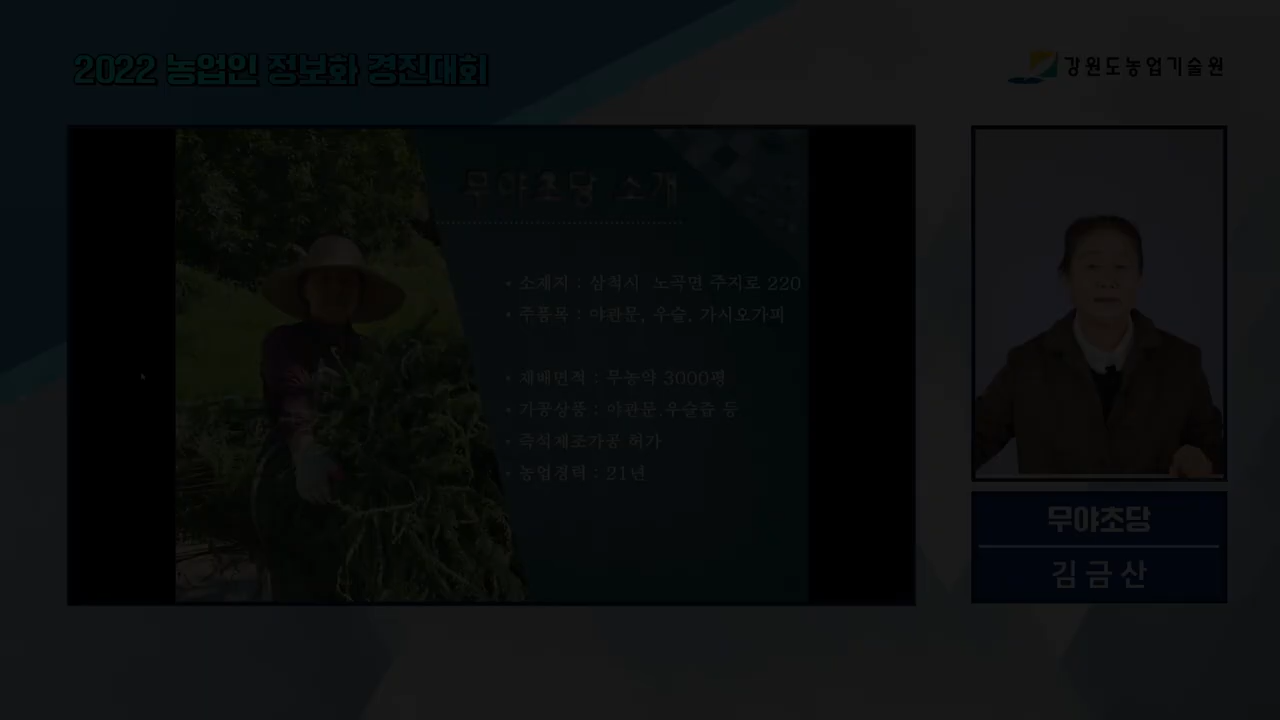 2022 농업인 정보화 경진대회
강원도농업기술원
무야초당 소개
• 소재지 : 삼척시 노곡면 주지로 220
• 주품목 : 야관문, 우슬, 가시오가피
• 재배면적 : 무농약 3000평
• 가공상품 : 야관문.우슬즙 등
• 즉석제조가공 허가
• 농업경력 : 21년
무야초당
김금산